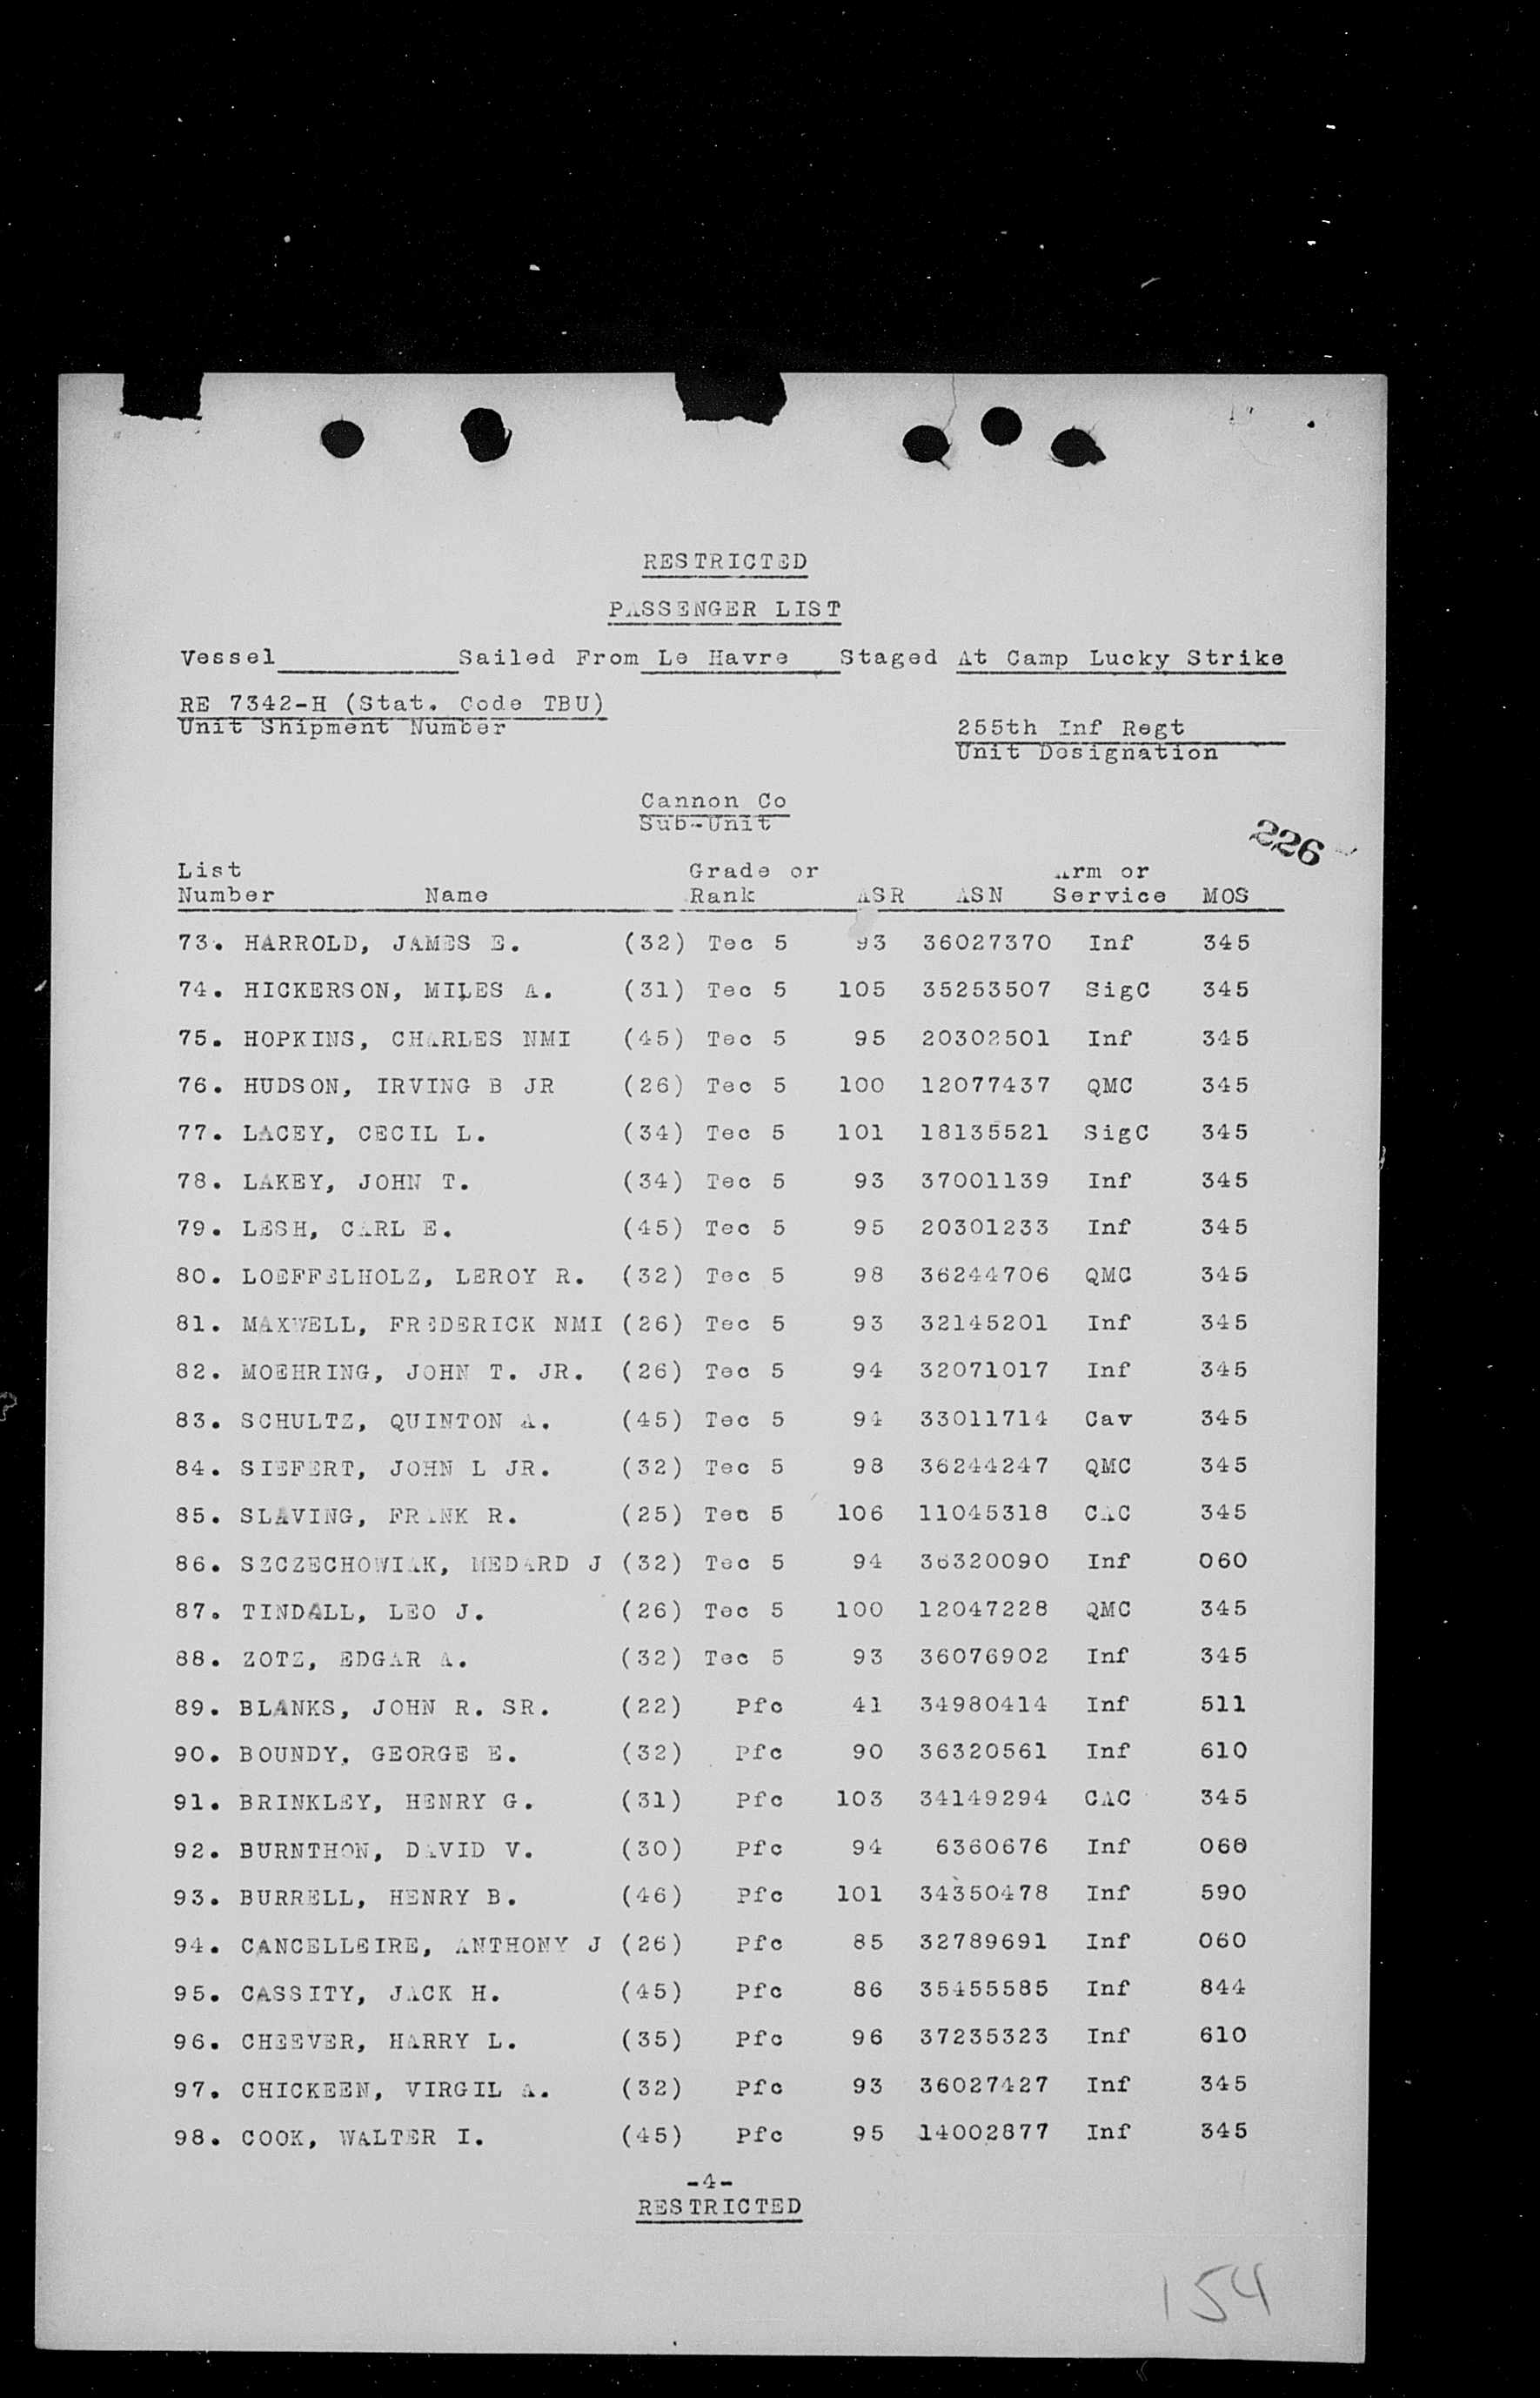 RESTRICTED
PASSENGER LIST
Vessel Sailed From Le Havre Staged At Camp Lucky Strike
RE 7342-H (Stat. Code TBU)
Unit Shipment Number
255th Inf Regt
Unit Designation
Cannon Co
Sub-Unit
226
List Grade or Arm or
Number Name Rank ASR ASN Service MOS
73. HARROLD, JAMES E. (32) Tec 5 93 36027370 Inf 345
74. HICKERSON, MILES A. (31) Tec 5 105 35253507 SigC 345
75. HOPKINS, CHARLES NMI (45) Tec 5 95 20302501 Inf 345
76. HUDSON, IRVING B JR (26) Tec 5 100 12077437 QMC 345
77. LACEY, CECIL L. (34) Tec 5 101 18135521 SigC 345
78. LAKEY, JOHN T. (34) Tec 5 93 37001139 Inf 345
79. LESH, CARL E. (45) Tec 5 95 20301233 Inf 345
80. LOEFFELHOLZ, LEROY R. (32) Tec 5 98 36244706 QMC 345
81. MAXWELL, FREDERICK NMI (26) Tec 5 93 32145201 Inf 345
82. MOEHRING, JOHN T. JR. (26) Tec 5 94 32071017 Inf 345
83. SCHULTZ, QUINTON A. (45) Tec 5 94 33011714 Cav 345
84. SIEFERT, JOHN L JR. (32) Tec 5 98 36244247 QMC 345
85. SLAVING, FRANK R. (25) Tec 5 106 11045318 CAC 345
86. SZCZECHOWIAK, MEDARD J (32) Tec 5 94 36320090 Inf 060
87. TINDALL, LEO J. (26) Tec 5 100 12047228 QMC 345
88. ZOTZ, EDGAR A. (32) Tec 5 93 36076902 Inf 345
89. BLANKS, JOHN R. SR. (22) Pfc 41 34980414 Inf 511
90. BOUNDY, GEORGE E. (32) Pfc 90 36320561 Inf 610
91. BRINKLEY, HENRY G. (31) Pfc 103 34149294 CAC 345
92. BURNTHON, DAVID V. (30) Pfc 94 6360676 Inf 060
93. BURRELL, HENRY B. (46) Pfc 101 34350478 Inf 590
94. CANCELLEIRE, ANTHONY J (26) Pfc 85 32789691 Inf 060
95. CASSITY, JACK H. (45) Pfc 86 35455585 Inf 844
96. CHEEVER, HARRY L. (35) Pfc 96 37235323 Inf 610
97. CHICKEEN, VIRGIL A. (32) Pfc 93 36027427 Inf 345
98. COOK, WALTER I. (45) Pfc 95 14002877 Inf 345
-4-
RESTRICTED
154